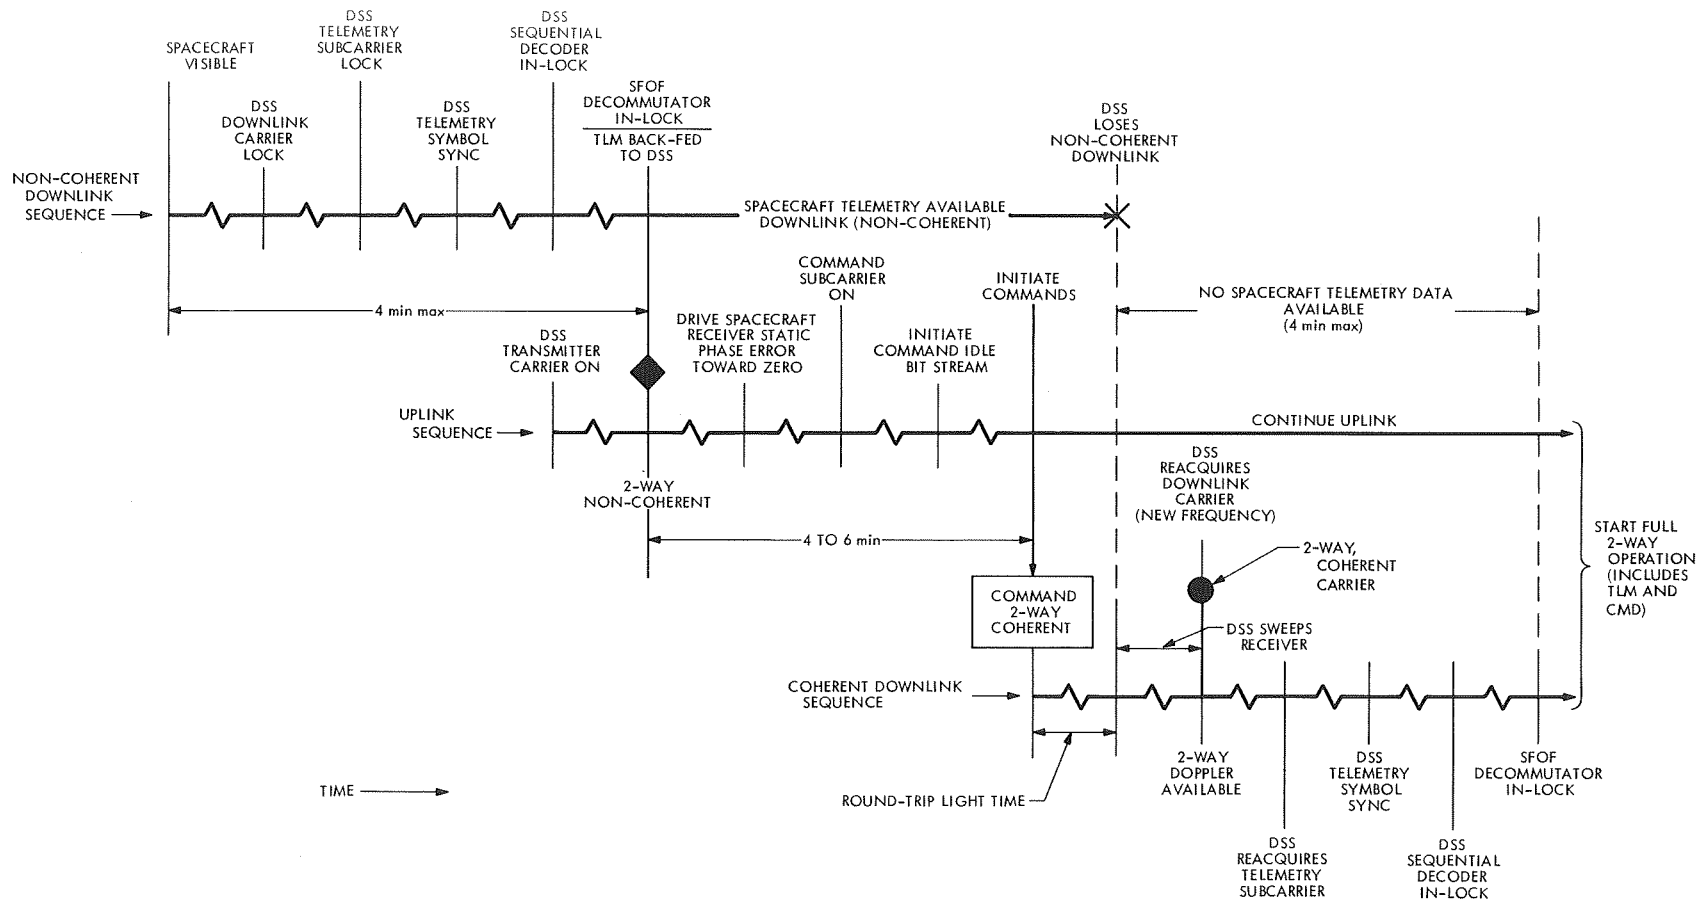 SPACECRAFT
VISIBLE
DSS
TELEMETRY
SUBCARRIER
LOCK
DSS
SEQUENTIAL
DECODER
IN-LOCK
DSS
DOWNLINK
CARRIER
LOCK
DSS
TELEMETRY
SYMBOL
SYNC
SFOF
DECOMMUTATOR
IN-LOCK
TLM BACK-FED
TO DSS
DSS
LOSES
NON-COHERENT
DOWNLINK
NON-COHERENT
DOWNLINK
SEQUENCE
SPACECRAFT TELEMETRY AVAILABLE
DOWNLINK (NON-COHERENT)
4 min max
COMMAND
SUBCARRIER
ON
INITIATE
COMMANDS
NO SPACECRAFT TELEMETRY DATA
AVAILABLE
(4 min max)
DSS
TRANSMITTER
CARRIER ON
DRIVE SPACECRAFT
RECEIVER STATIC
PHASE ERROR
TOWARD ZERO
INITIATE
COMMAND IDLE
BIT STREAM
UPLINK
SEQUENCE
CONTINUE UPLINK
2-WAY
NON-COHERENT
DSS
REACQUIRES
DOWNLINK
CARRIER
(NEW FREQUENCY)
4 TO 6 min
2-WAY,
COHERENT
CARRIER
START FULL
2-WAY
OPERATION
(INCLUDES
TLM AND
CMD)
COMMAND
2-WAY
COHERENT
DSS SWEEPS
RECEIVER
COHERENT DOWNLINK
SEQUENCE
2-WAY
DOPPLER
AVAILABLE
DSS
TELEMETRY
SYMBOL
SYNC
SFOF
DECOMMUTATOR
IN-LOCK
TIME
ROUND-TRIP LIGHT TIME
DSS
REACQUIRES
TELEMETRY
SUBCARRIER
DSS
SEQUENTIAL
DECODER
IN-LOCK